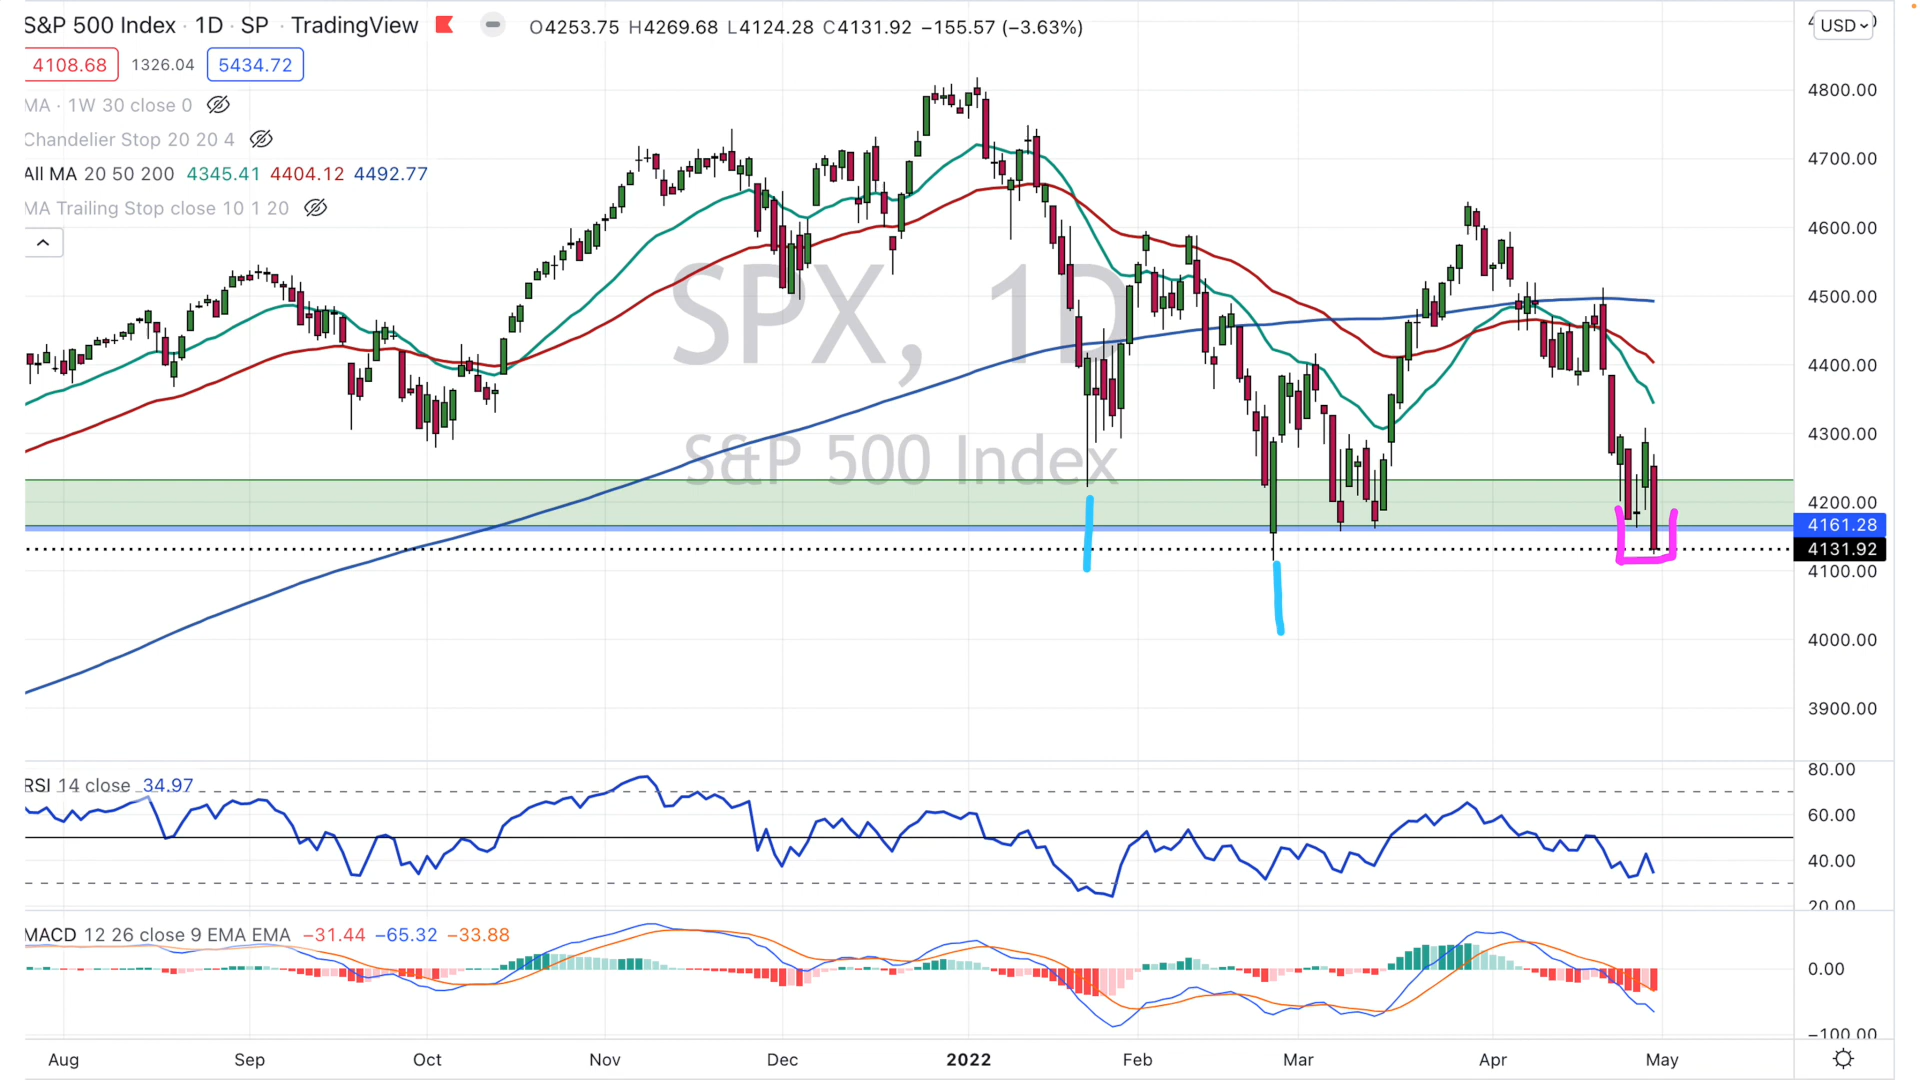 S&P 500 Index · 1D · SP · TradingView O4253.75 H4269.68 L4124.28 C4131.92 −155.57 (−3.63%)
USD
4108.68 1326.04 5434.72
MA · 1W 30 close 0
Chandelier Stop 20 20 4
All MA 20 50 200 4345.41 4404.12 4492.77
MA Trailing Stop close 10 1 20
SPX, 1D
S&P 500 Index
4800.00
4700.00
4600.00
4500.00
4400.00
4300.00
4200.00
4161.28
4131.92
4100.00
4000.00
3900.00
RSI 14 close 34.97
80.00
60.00
40.00
20.00
MACD 12 26 close 9 EMA EMA −31.44 −65.32 −33.88
0.00
−100.00
Aug Sep Oct Nov Dec 2022 Feb Mar Apr May